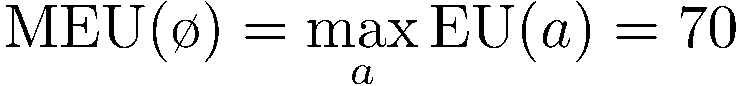 MEU(ø) = max EU(a) = 70
a